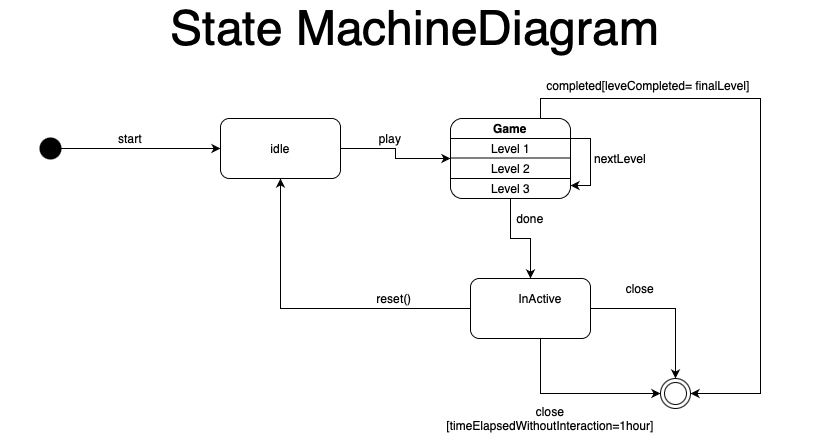 State MachineDiagram
completed[leveCompleted= finalLevel]
start
idle
play
Game
Level 1
Level 2
Level 3
nextLevel
done
InActive
close
reset()
close
[timeElapsedWithoutInteraction=1hour]